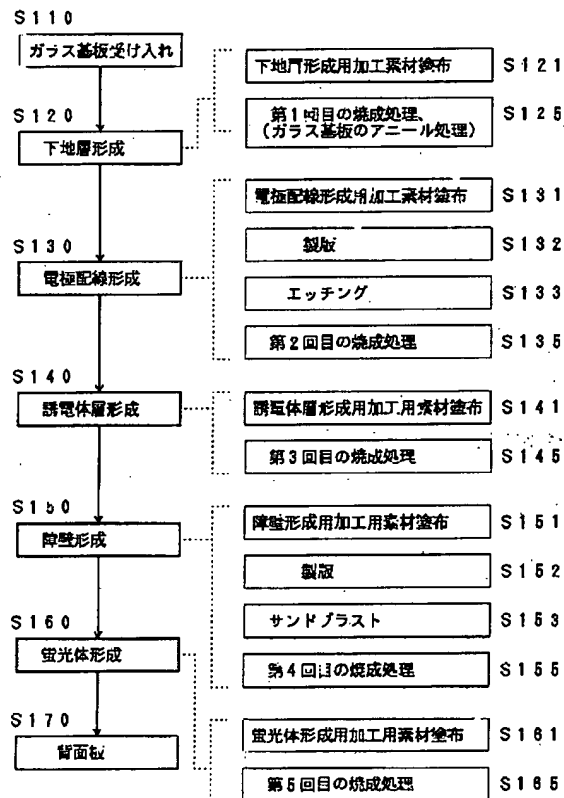 S110
ガラス基板受け入れ
S120
下地層形成
下地門形成用加工素材塗布 S121
第1回目の焼成処理、 S125
(ガラス基板のアニール処理)
S130
電極配線形成
電極配線形成用加工素材塗布 S131
製版 S132
エッチング S133
第2回目の焼成処理 S135
S140
誘電体層形成
誘電体層形成用加工用素材塗布 S141
第3回目の焼成処理 S145
S150
障壁形成
障壁形成用加工用素材塗布 S151
製版 S152
サンドブラスト S153
第4回目の焼成処理 S155
S160
蛍光体形成
蛍光体形成用加工用素材塗布 S161
第5回目の焼成処理 S165
S170
背面板